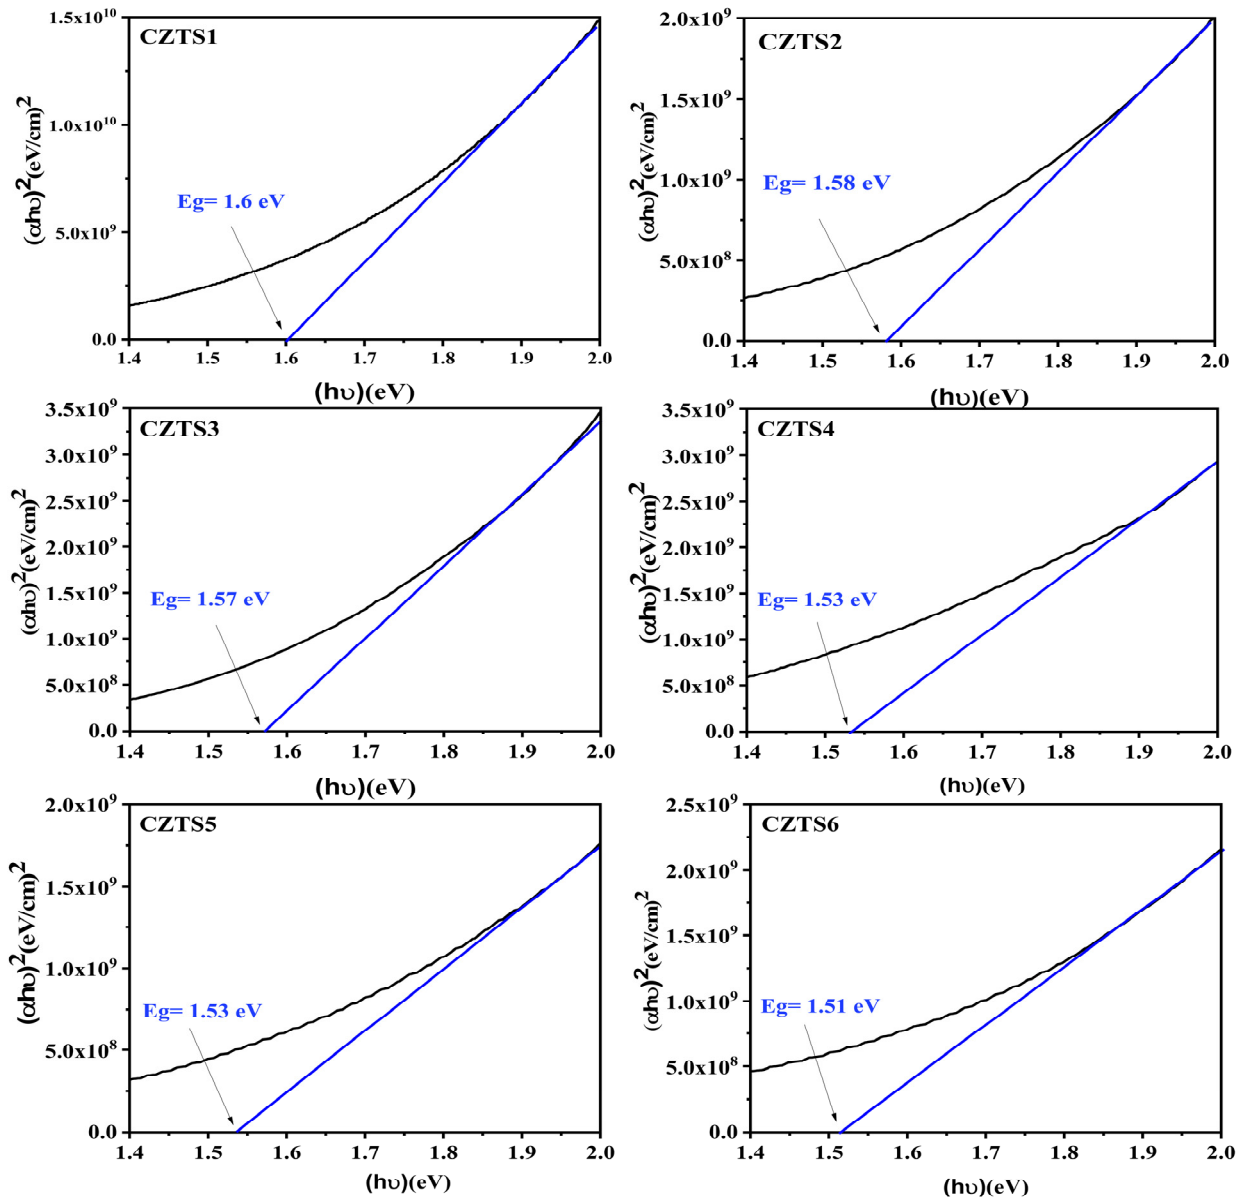 CZTS1
1.5x10¹⁰
1.0x10¹⁰
5.0x10⁹
0.0
(αhυ)²(eV/cm)²
Eg= 1.6 eV
1.4 1.5 1.6 1.7 1.8 1.9 2.0
(hυ)(eV)
CZTS2
2.0x10⁹
1.5x10⁹
1.0x10⁹
5.0x10⁸
0.0
(αhυ)²(eV/cm)²
Eg= 1.58 eV
1.4 1.5 1.6 1.7 1.8 1.9 2.0
(hυ)(eV)
CZTS3
3.5x10⁹
3.0x10⁹
2.5x10⁹
2.0x10⁹
1.5x10⁹
1.0x10⁹
5.0x10⁸
0.0
(αhυ)²(eV/cm)²
Eg= 1.57 eV
1.4 1.5 1.6 1.7 1.8 1.9 2.0
(hυ)(eV)
CZTS4
3.5x10⁹
3.0x10⁹
2.5x10⁹
2.0x10⁹
1.5x10⁹
1.0x10⁹
5.0x10⁸
0.0
(αhυ)²(eV/cm)²
Eg= 1.53 eV
1.4 1.5 1.6 1.7 1.8 1.9 2.0
(hυ)(eV)
CZTS5
2.0x10⁹
1.5x10⁹
1.0x10⁹
5.0x10⁸
0.0
(αhυ)²(eV/cm)²
Eg= 1.53 eV
1.4 1.5 1.6 1.7 1.8 1.9 2.0
(hυ)(eV)
CZTS6
2.5x10⁹
2.0x10⁹
1.5x10⁹
1.0x10⁹
5.0x10⁸
0.0
(αhυ)²(eV/cm)²
Eg= 1.51 eV
1.4 1.5 1.6 1.7 1.8 1.9 2.0
(hυ)(eV)